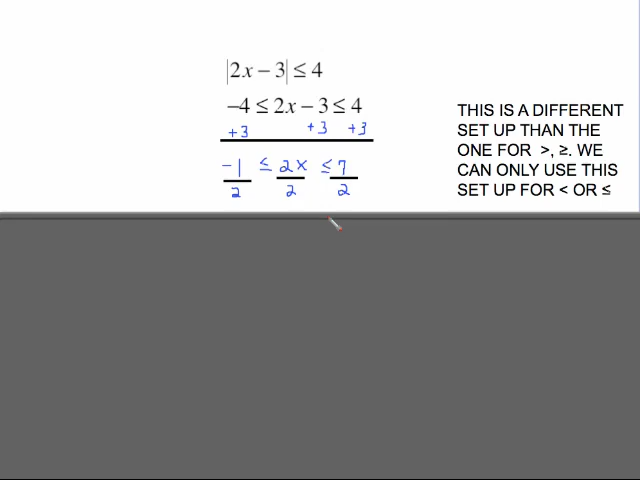 |2x − 3| ≤ 4
−4 ≤ 2x − 3 ≤ 4
+3 +3 +3
-1 ≤ 2x ≤ 7
2 2 2
THIS IS A DIFFERENT
SET UP THAN THE
ONE FOR >, ≥. WE
CAN ONLY USE THIS
SET UP FOR < OR ≤